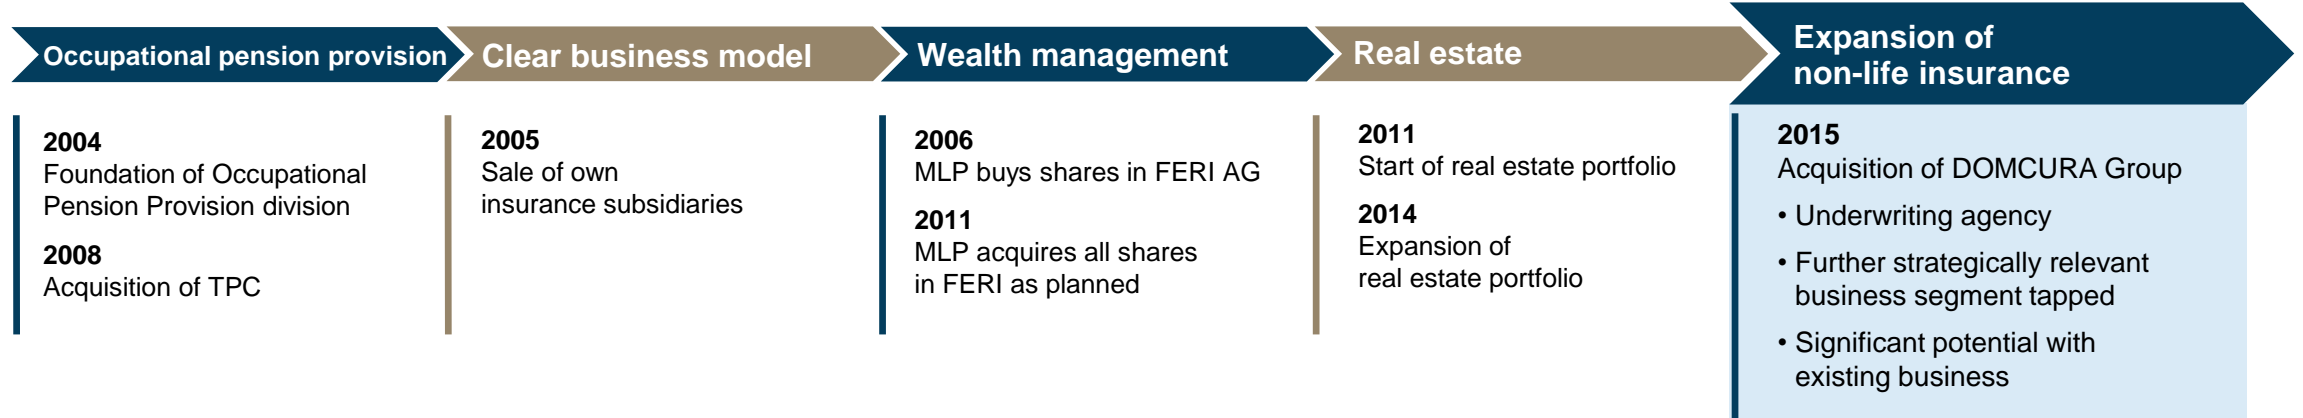 Occupational pension provision
Clear business model
Wealth management
Real estate
Expansion of
non-life insurance
2004
Foundation of Occupational
Pension Provision division
2008
Acquisition of TPC
2005
Sale of own
insurance subsidiaries
2006
MLP buys shares in FERI AG
2011
MLP acquires all shares
in FERI as planned
2011
Start of real estate portfolio
2014
Expansion of
real estate portfolio
2015
Acquisition of DOMCURA Group
• Underwriting agency
• Further strategically relevant
business segment tapped
• Significant potential with
existing business